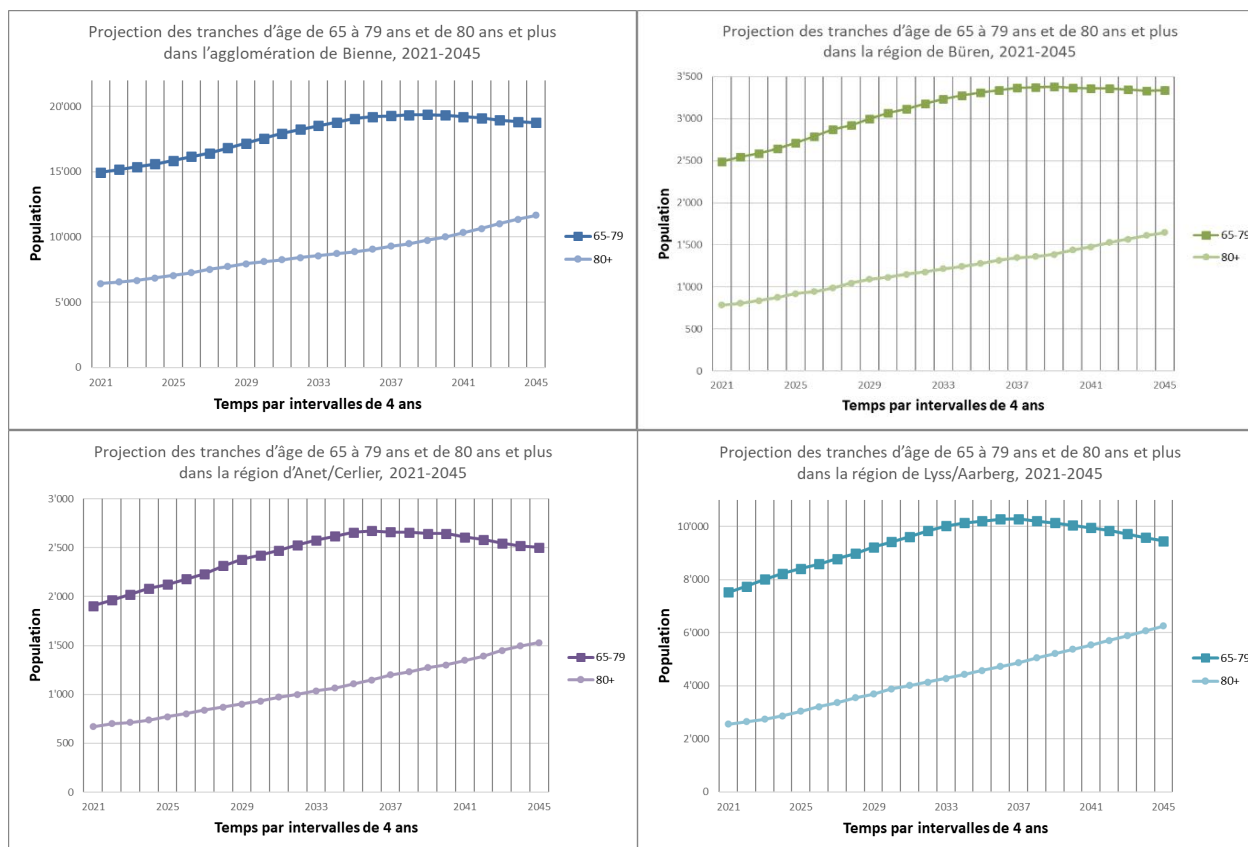 Projection des tranches d’âge de 65 à 79 ans et de 80 ans et plus
dans l’agglomération de Bienne, 2021-2045
20'000
15'000
10'000
5'000
0
Population
2021 2025 2029 2033 2037 2041 2045
Temps par intervalles de 4 ans
65-79
80+
Projection des tranches d’âge de 65 à 79 ans et de 80 ans et plus
dans la région de Büren, 2021-2045
3'500
3'000
2'500
2'000
1'500
1'000
500
0
Population
2021 2025 2029 2033 2037 2041 2045
Temps par intervalles de 4 ans
65-79
80+
Projection des tranches d’âge de 65 à 79 ans et de 80 ans et plus
dans la région d’Anet/Cerlier, 2021-2045
3'000
2'500
2'000
1'500
1'000
500
0
Population
2021 2025 2029 2033 2037 2041 2045
Temps par intervalles de 4 ans
65-79
80+
Projection des tranches d’âge de 65 à 79 ans et de 80 ans et plus
dans la région de Lyss/Aarberg, 2021-2045
10'000
8'000
6'000
4'000
2'000
0
Population
2021 2025 2029 2033 2037 2041 2045
Temps par intervalles de 4 ans
65-79
80+